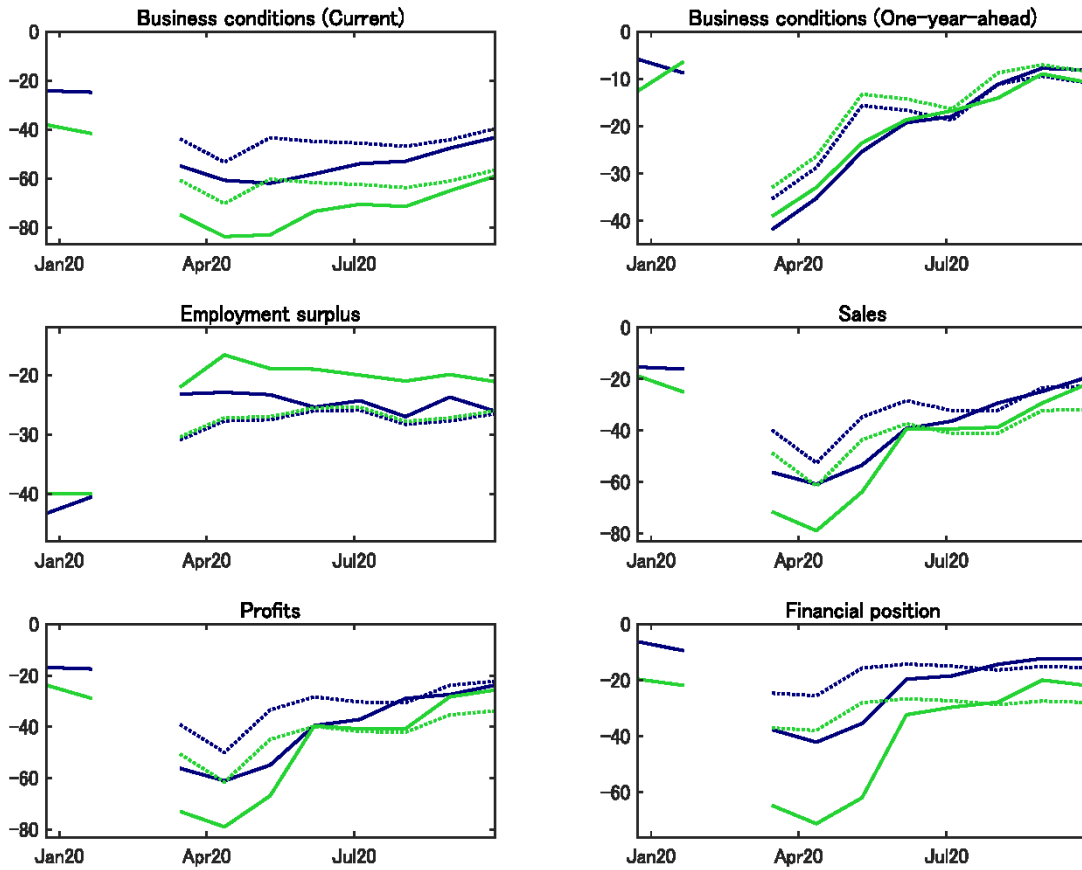 Business conditions (Current)
0
-20
-40
-60
-80
Jan20 Apr20 Jul20
Business conditions (One-year-ahead)
0
-10
-20
-30
-40
Jan20 Apr20 Jul20
Employment surplus
-20
-30
-40
Jan20 Apr20 Jul20
Sales
0
-20
-40
-60
-80
Jan20 Apr20 Jul20
Profits
0
-20
-40
-60
-80
Jan20 Apr20 Jul20
Financial position
0
-20
-40
-60
Jan20 Apr20 Jul20